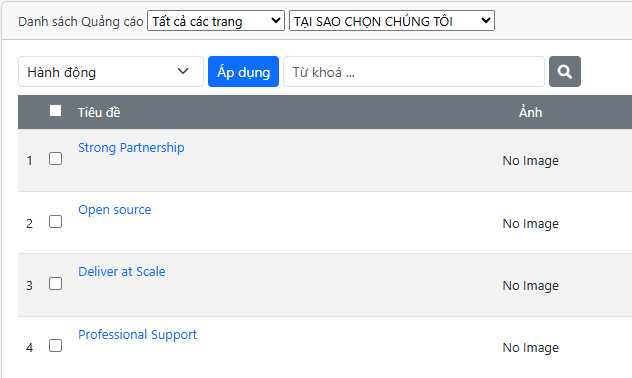 Danh sách Quảng cáo Tất cả các trang TẠI SAO CHỌN CHÚNG TÔI
Hành động Áp dụng Từ khoá ...
Tiêu đề Ảnh
1 Strong Partnership No Image
2 Open source No Image
3 Deliver at Scale No Image
4 Professional Support No Image